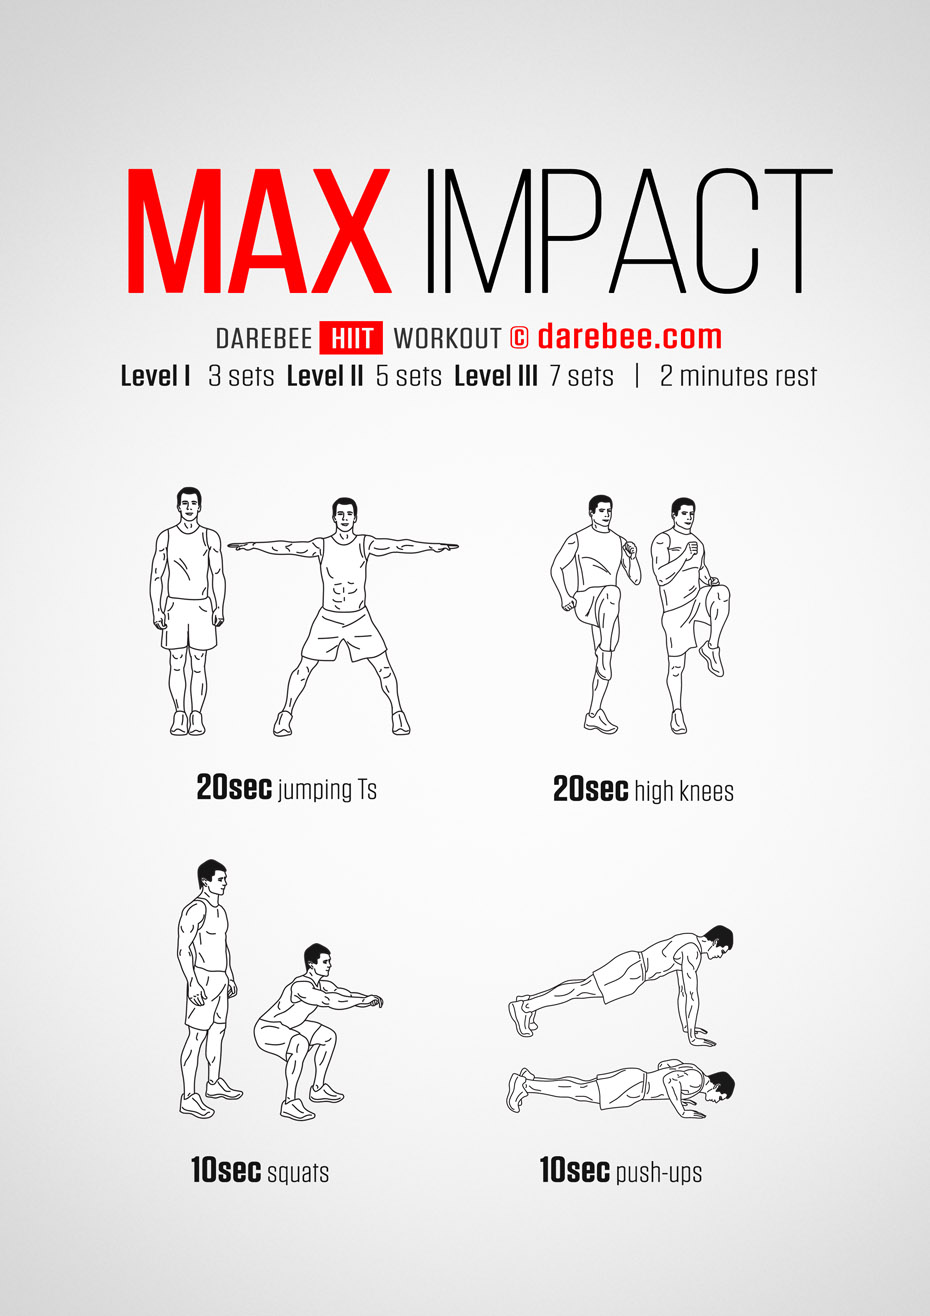 MAX IMPACT
DAREBEE HIIT WORKOUT © darebee.com
Level I 3 sets Level II 5 sets Level III 7 sets | 2 minutes rest
20sec jumping Ts
20sec high knees
10sec squats
10sec push-ups